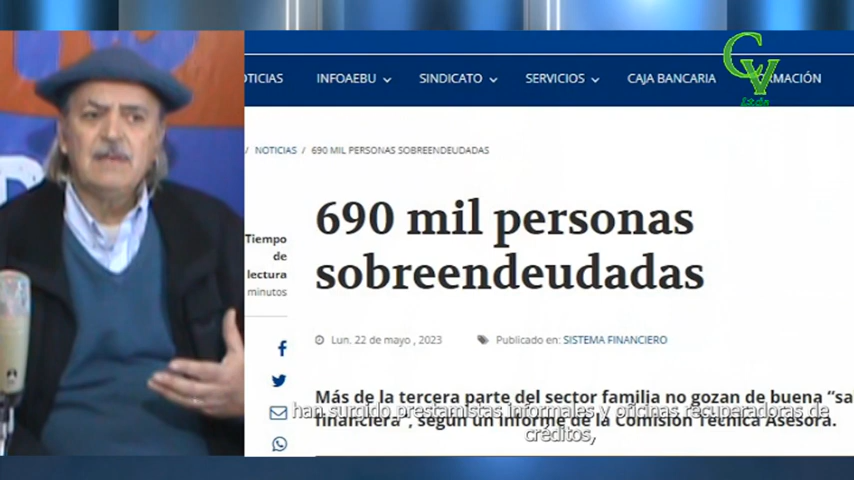 OTICIAS INFOAEBU SINDICATO SERVICIOS CAJA BANCARIA RMACIÓN
CV
/ NOTICIAS / 690 MIL PERSONAS SOBREENDEUDADAS
690 mil personas
sobreendeudadas
Tiempo
de
lectura
minutos
Lun. 22 de mayo , 2023 Publicado en: SISTEMA FINANCIERO
Más de la tercera parte del sector familia no gozan de buena “sa
financiera”, según un informe de la Comisión Técnica Asesora.
han surgido prestamistas informales y oficinas recuperadoras de
créditos,